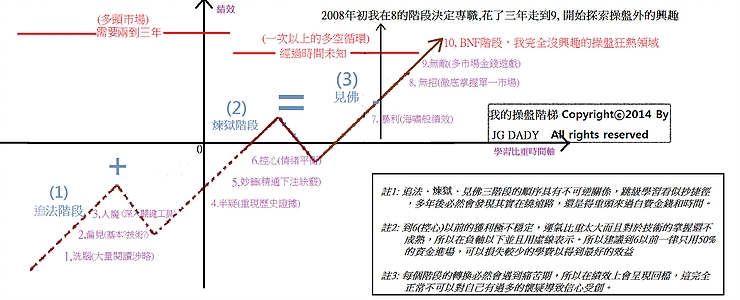 績效
2008年初我在8的階段決定專職,花了三年走到9, 開始探索操盤外的興趣
(多頭市場)
需要兩到三年
(一次以上的多空循環)
經過時間未知
10, BNF階段，我完全沒興趣的操盤狂熱領域
9.無敵(多市場金錢遊戲)
8, 無招(徹底掌握單一市場)
7, 暴利(海嘯般績效)
(3)
見佛
(2)
煉獄階段
=
我的操盤階梯 Copyright©2014 By
JG DADY All rights reserved
0
學習比重時間軸
+
6.控心(情緒平衡)
5, 妙賺(精通下注訣竅)
4.半疑(重現歷史證據)
(1)
追法階段
3, 人魔(深入關鍵工具)
2, 偏見(基本?技術?)
1, 洗腦(大量閱讀涉略)
註1: 追法、煉獄、見佛三階段的順序具有不可逆關係，跳級學習看似抄捷徑
，多年後必然會發現其實在繞遠路，還是得重頭來過白費金錢和時間。
註2: 到6(控心)以前的獲利極不穩定，運氣比重太大而且對於技術的掌握還不
成熟，所以在負軸以下並且用虛線表示。所以建議到6以前一律只用50%
的資金進場，可以損失較少的學費以得到最好的效益
註3: 每個階段的轉換必然會遇到痛苦期，所以在績效上會呈現回檔，這完全
正常不可以對自己有過多的懷疑導致信心受創。